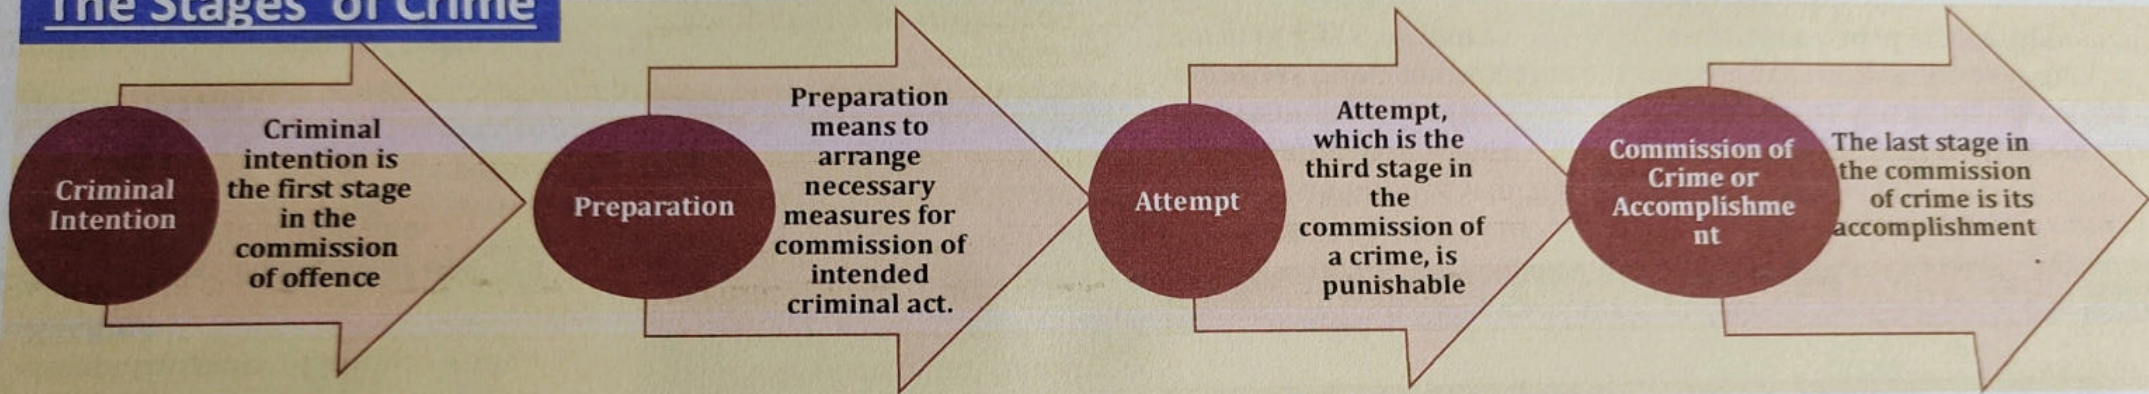 The Stages of Crime
Criminal
Intention
Criminal
intention is
the first stage
in the
commission
of offence
Preparation
Preparation
means to
arrange
necessary
measures for
commission of
intended
criminal act.
Attempt
Attempt,
which is the
third stage in
the
commission of
a crime, is
punishable
Commission of
Crime or
Accomplishme
nt
The last stage in
the commission
of crime is its
accomplishment